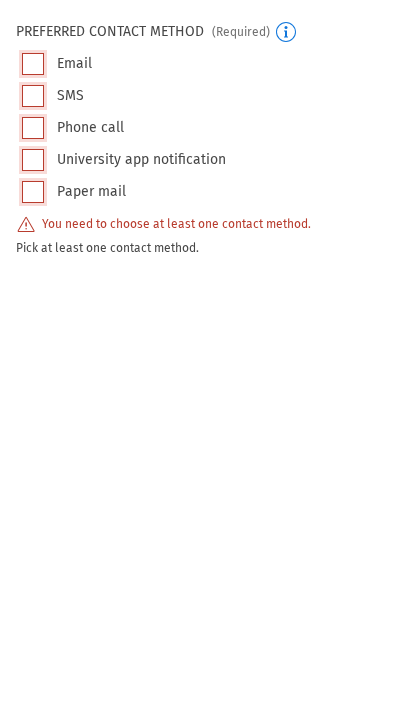 PREFERRED CONTACT METHOD (Required)
Email
SMS
Phone call
University app notification
Paper mail
You need to choose at least one contact method.
Pick at least one contact method.